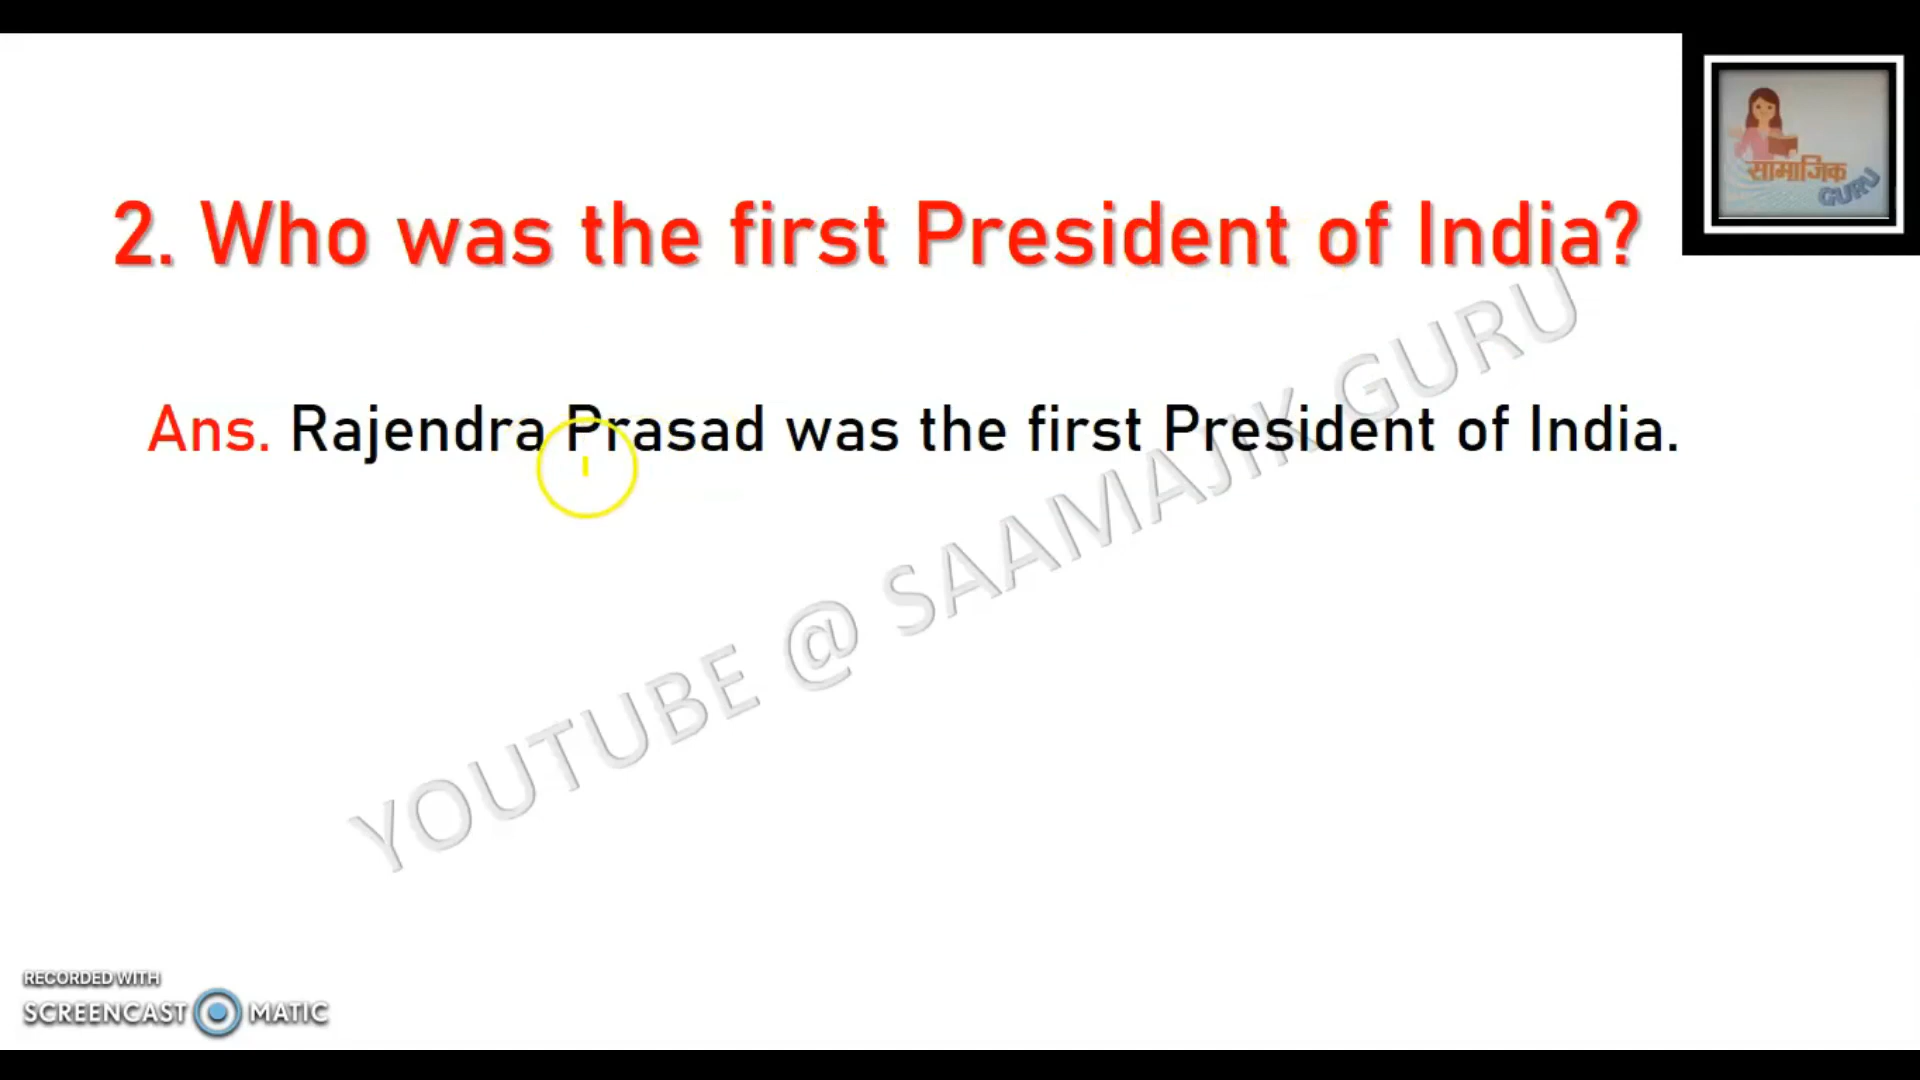 सामाजिक
GURU
2. Who was the first President of India?
Ans. Rajendra Prasad was the first President of India.
YOUTUBE @ SAAMAJIK GURU
RECORDED WITH
SCREENCAST MATIC